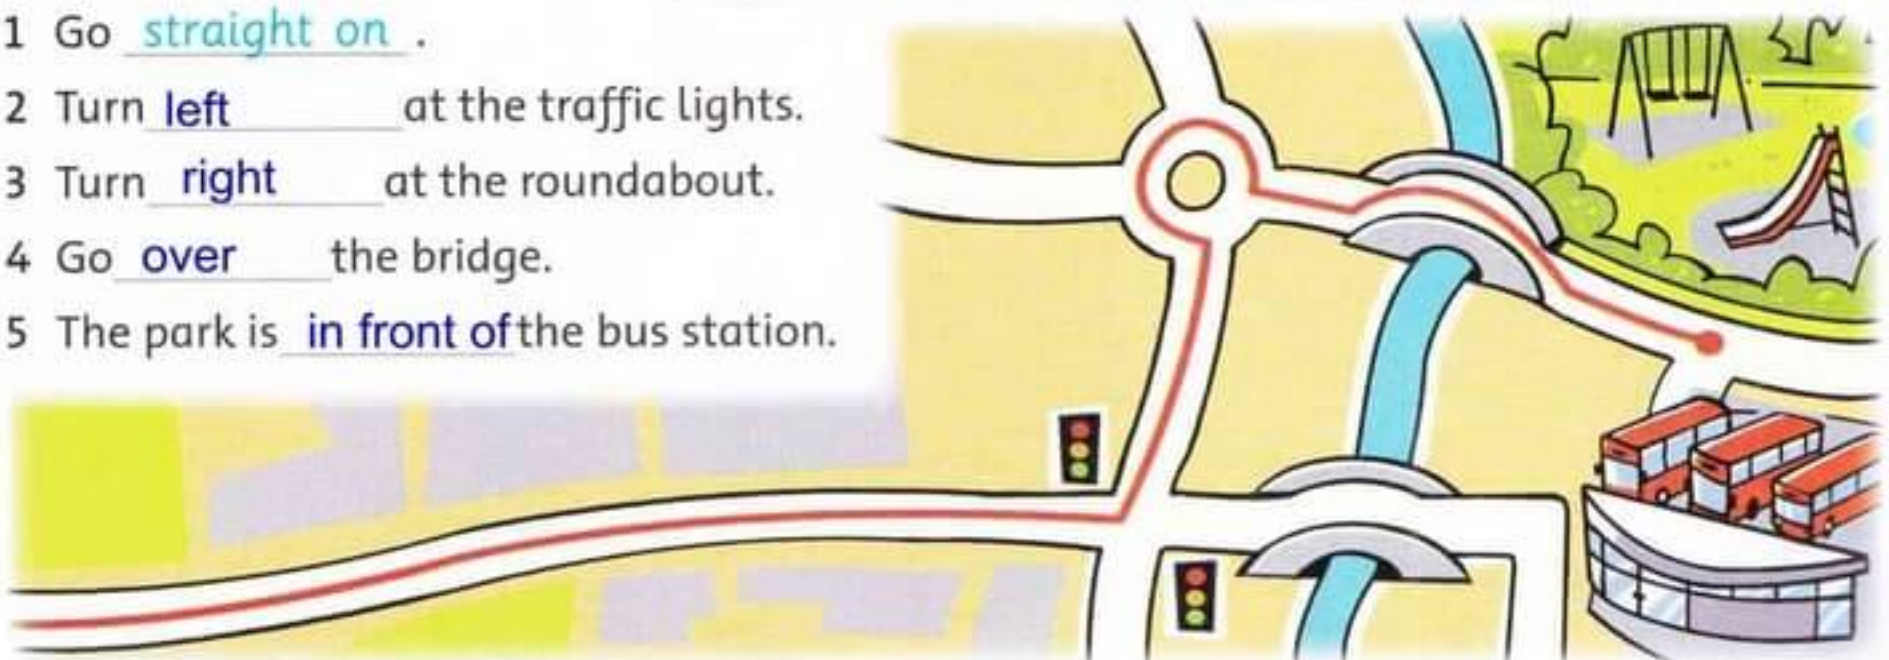 1 Go straight on .
2 Turn left at the traffic lights.
3 Turn right at the roundabout.
4 Go over the bridge.
5 The park is in front of the bus station.